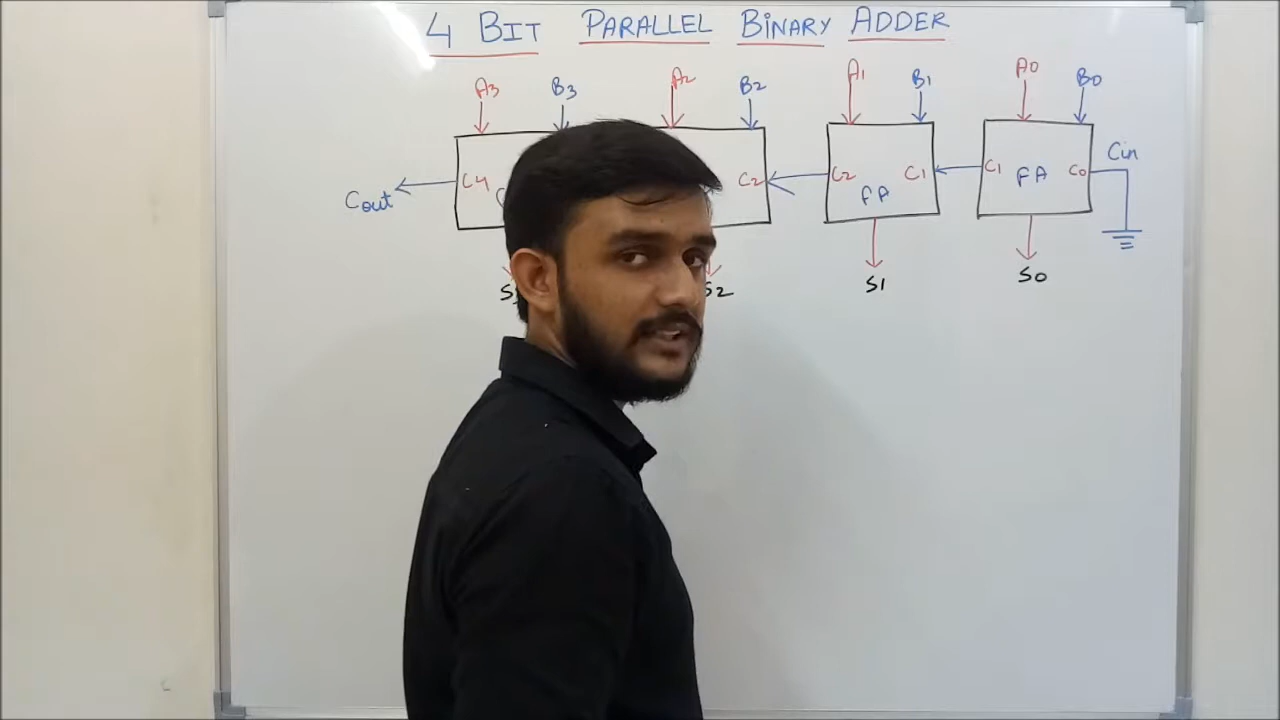 4 BIT PARALLEL BINARY ADDER
A3 B3 A2 B2 A1 B1 A0 B0
Cin
Cout C4 C2 C2 C1 C1 C0
FA FA
S2 S1 S0